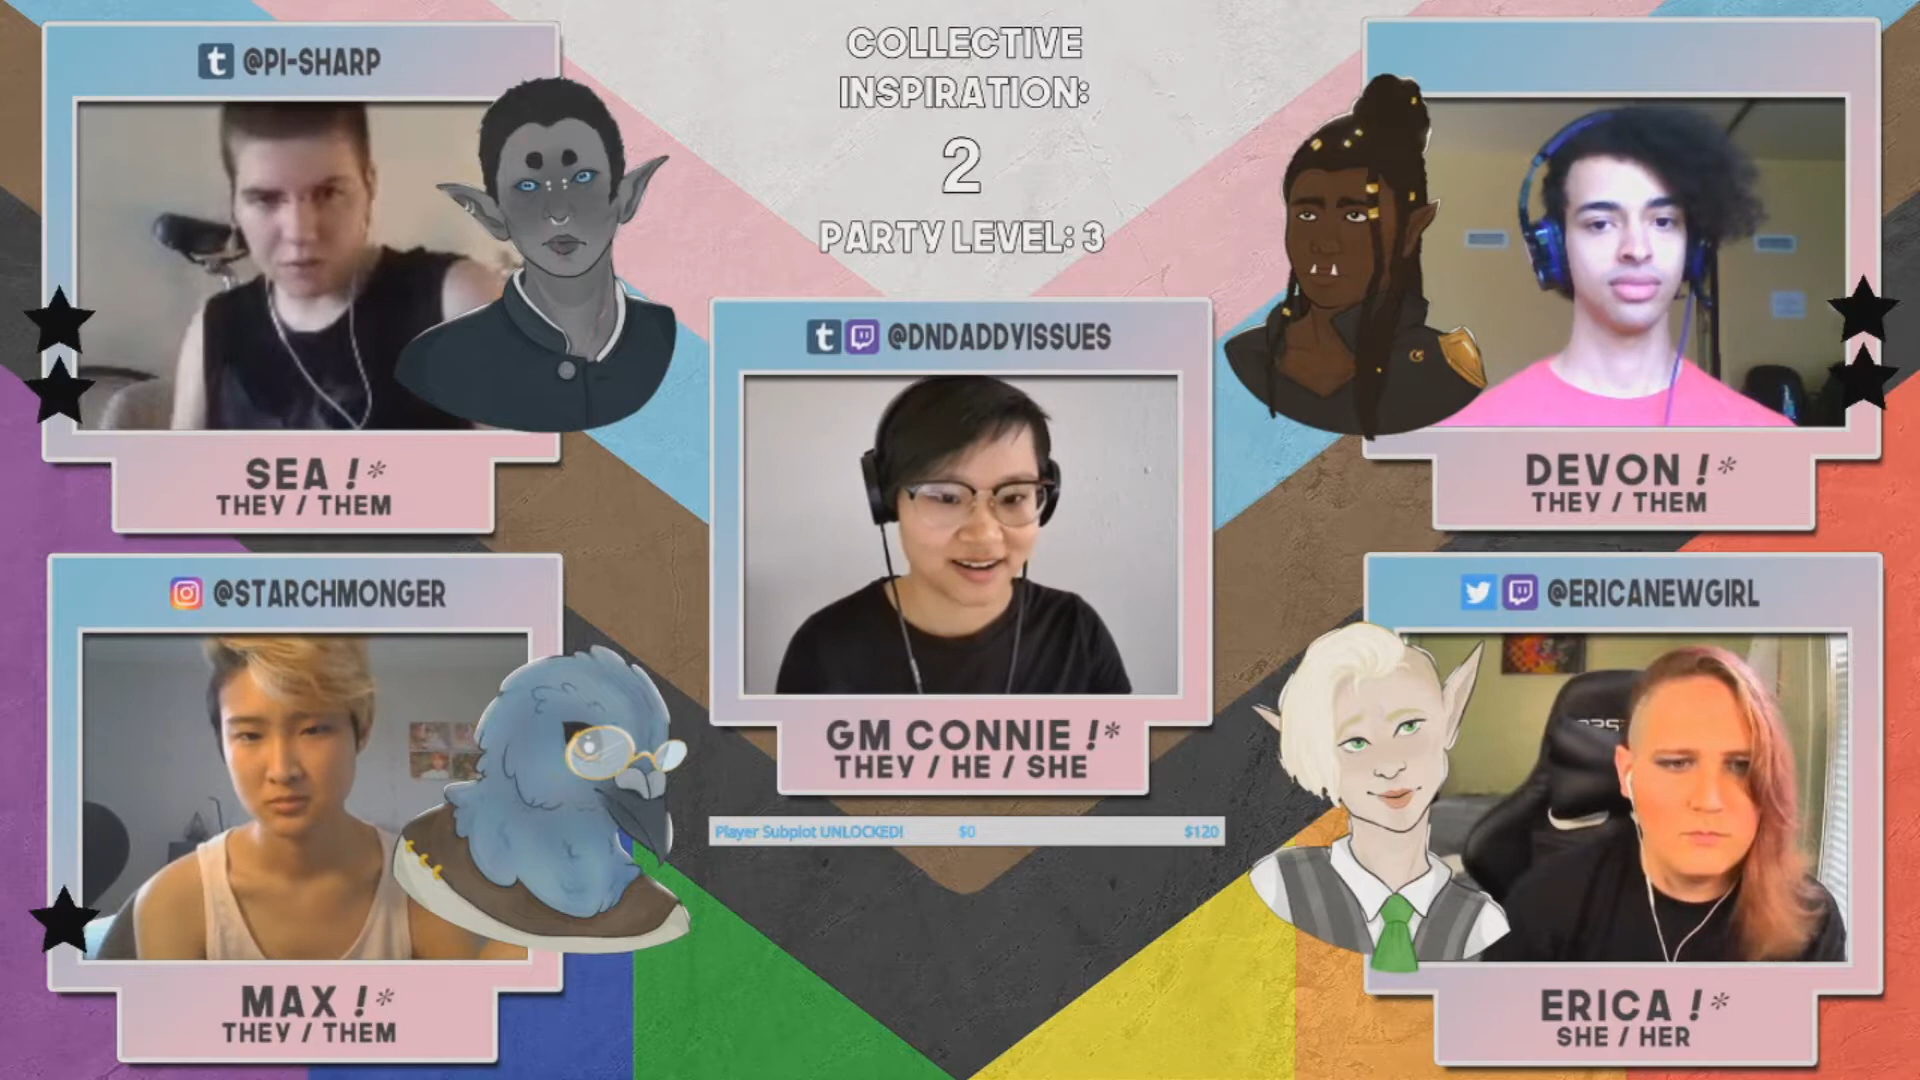 @PI-SHARP
SEA !*
THEY / THEM
COLLECTIVE
INSPIRATION:
2
PARTY LEVEL: 3
DEVON !*
THEY / THEM
@DNDADDYISSUES
GM CONNIE !*
THEY / HE / SHE
Player Subplot UNLOCKED! $0 $120
@STARCHMONGER
MAX !*
THEY / THEM
@ERICANEWGIRL
ERICA !*
SHE / HER